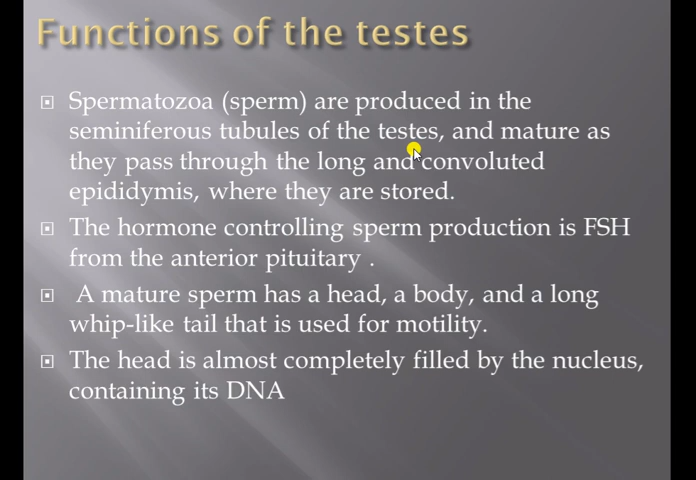 Functions of the testes
Spermatozoa (sperm) are produced in the
seminiferous tubules of the testes, and mature as
they pass through the long and convoluted
epididymis, where they are stored.
The hormone controlling sperm production is FSH
from the anterior pituitary .
A mature sperm has a head, a body, and a long
whip-like tail that is used for motility.
The head is almost completely filled by the nucleus,
containing its DNA